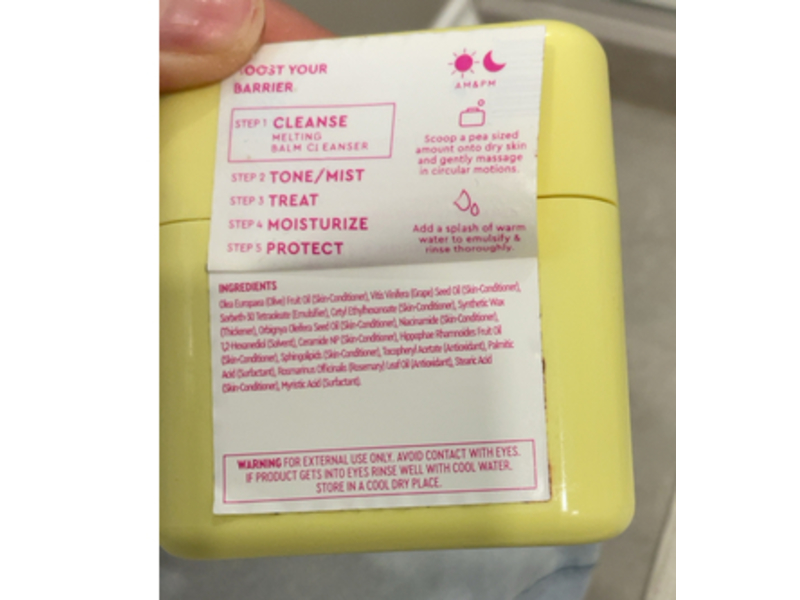 BOOST YOUR
BARRIER
STEP 1 CLEANSE
MELTING
BALM CLEANSER
STEP 2 TONE/MIST
STEP 3 TREAT
STEP 4 MOISTURIZE
STEP 5 PROTECT
AM&PM
Scoop a pea sized
amount onto dry skin
and gently massage
in circular motions.
Add a splash of warm
water to emulsify &
rinse thoroughly.
INGREDIENTS
Olea Europaea (Olive) Fruit Oil (Skin-Conditioner), Vitis Vinifera (Grape) Seed Oil (Skin-Conditioner),
Sorbeth-30 Tetraoleate (Emulsifier), Cetyl Ethylhexanoate (Skin-Conditioner), Synthetic Wax
(Thickener), Orbignya Oleifera Seed Oil (Skin-Conditioner), Niacinamide (Skin-Conditioner),
1,2-Hexanediol (Solvent), Ceramide NP (Skin-Conditioner), Hippophae Rhamnoides Fruit Oil
(Skin-Conditioner), Sphingolipids (Skin-Conditioner), Tocopheryl Acetate (Antioxidant), Palmitic
Acid (Surfactant), Rosmarinus Officinalis (Rosemary) Leaf Oil (Antioxidant), Stearic Acid
(Skin-Conditioner), Myristic Acid (Surfactant).
WARNING FOR EXTERNAL USE ONLY. AVOID CONTACT WITH EYES.
IF PRODUCT GETS INTO EYES RINSE WELL WITH COOL WATER.
STORE IN A COOL DRY PLACE.